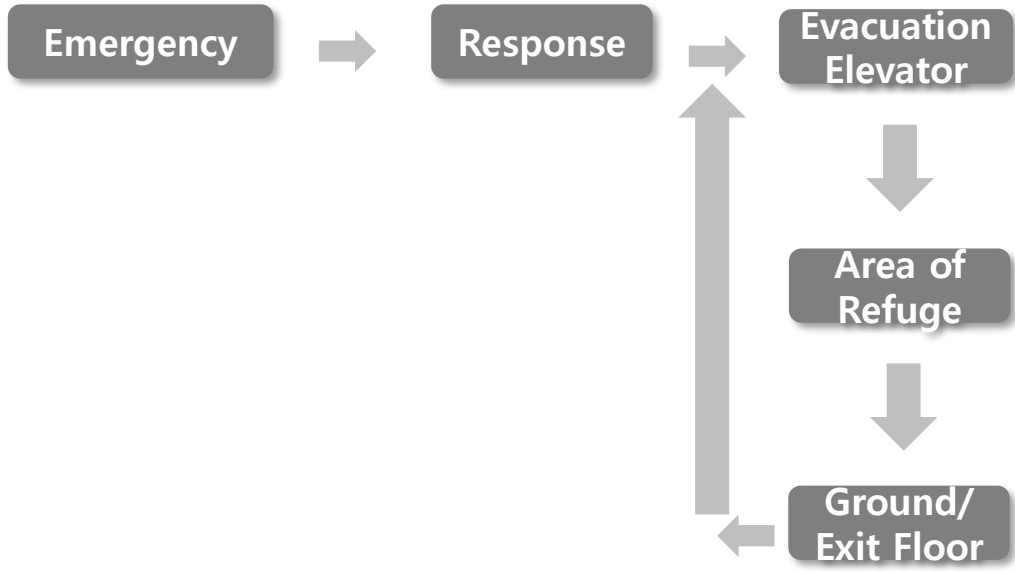 Emergency
Response
Evacuation
Elevator
Area of
Refuge
Ground/
Exit Floor